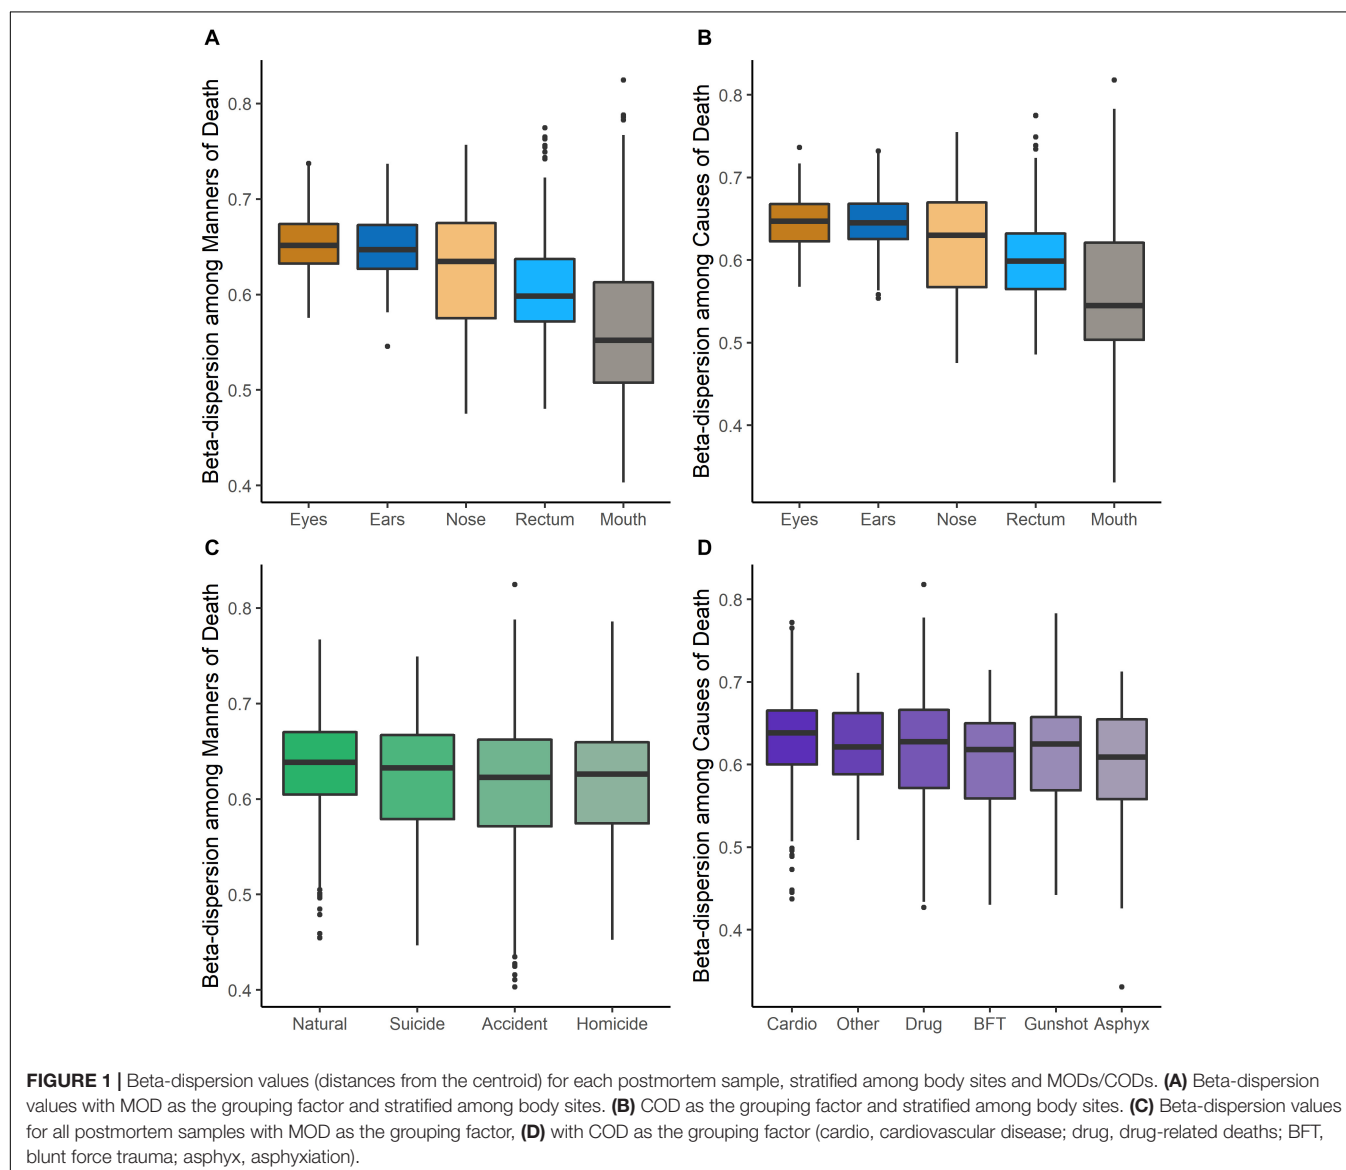 A
Beta-dispersion among Manners of Death
0.8
0.7
0.6
0.5
0.4
Eyes Ears Nose Rectum Mouth
B
Beta-dispersion among Causes of Death
0.8
0.7
0.6
0.5
0.4
Eyes Ears Nose Rectum Mouth
C
Beta-dispersion among Manners of Death
0.8
0.7
0.6
0.5
0.4
Natural Suicide Accident Homicide
D
Beta-dispersion among Causes of Death
0.8
0.7
0.6
0.5
0.4
Cardio Other Drug BFT Gunshot Asphyx
FIGURE 1 | Beta-dispersion values (distances from the centroid) for each postmortem sample, stratified among body sites and MODs/CODs. (A) Beta-dispersion
values with MOD as the grouping factor and stratified among body sites. (B) COD as the grouping factor and stratified among body sites. (C) Beta-dispersion values
for all postmortem samples with MOD as the grouping factor, (D) with COD as the grouping factor (cardio, cardiovascular disease; drug, drug-related deaths; BFT,
blunt force trauma; asphyx, asphyxiation).